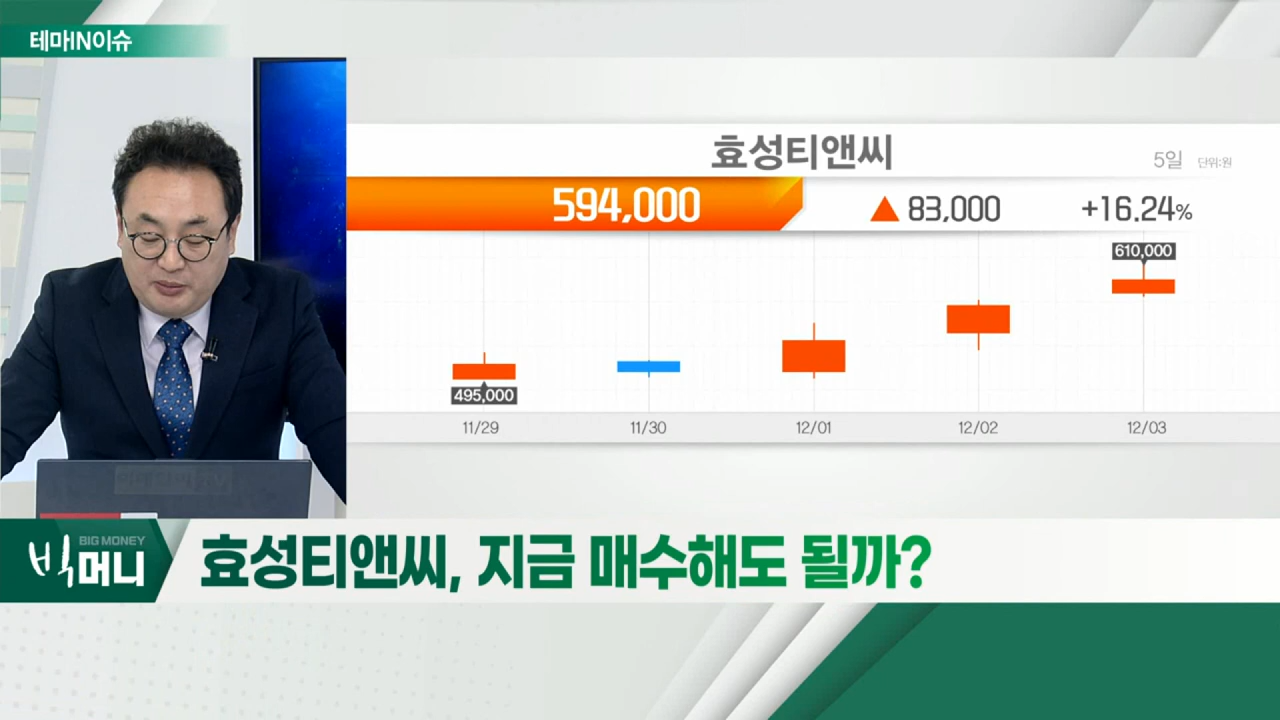 테마IN이슈
효성티앤씨
5일 단위:원
594,000 ▲ 83,000 +16.24%
610,000
495,000
11/29 11/30 12/01 12/02 12/03
BIG MONEY
빅머니
효성티앤씨, 지금 매수해도 될까?